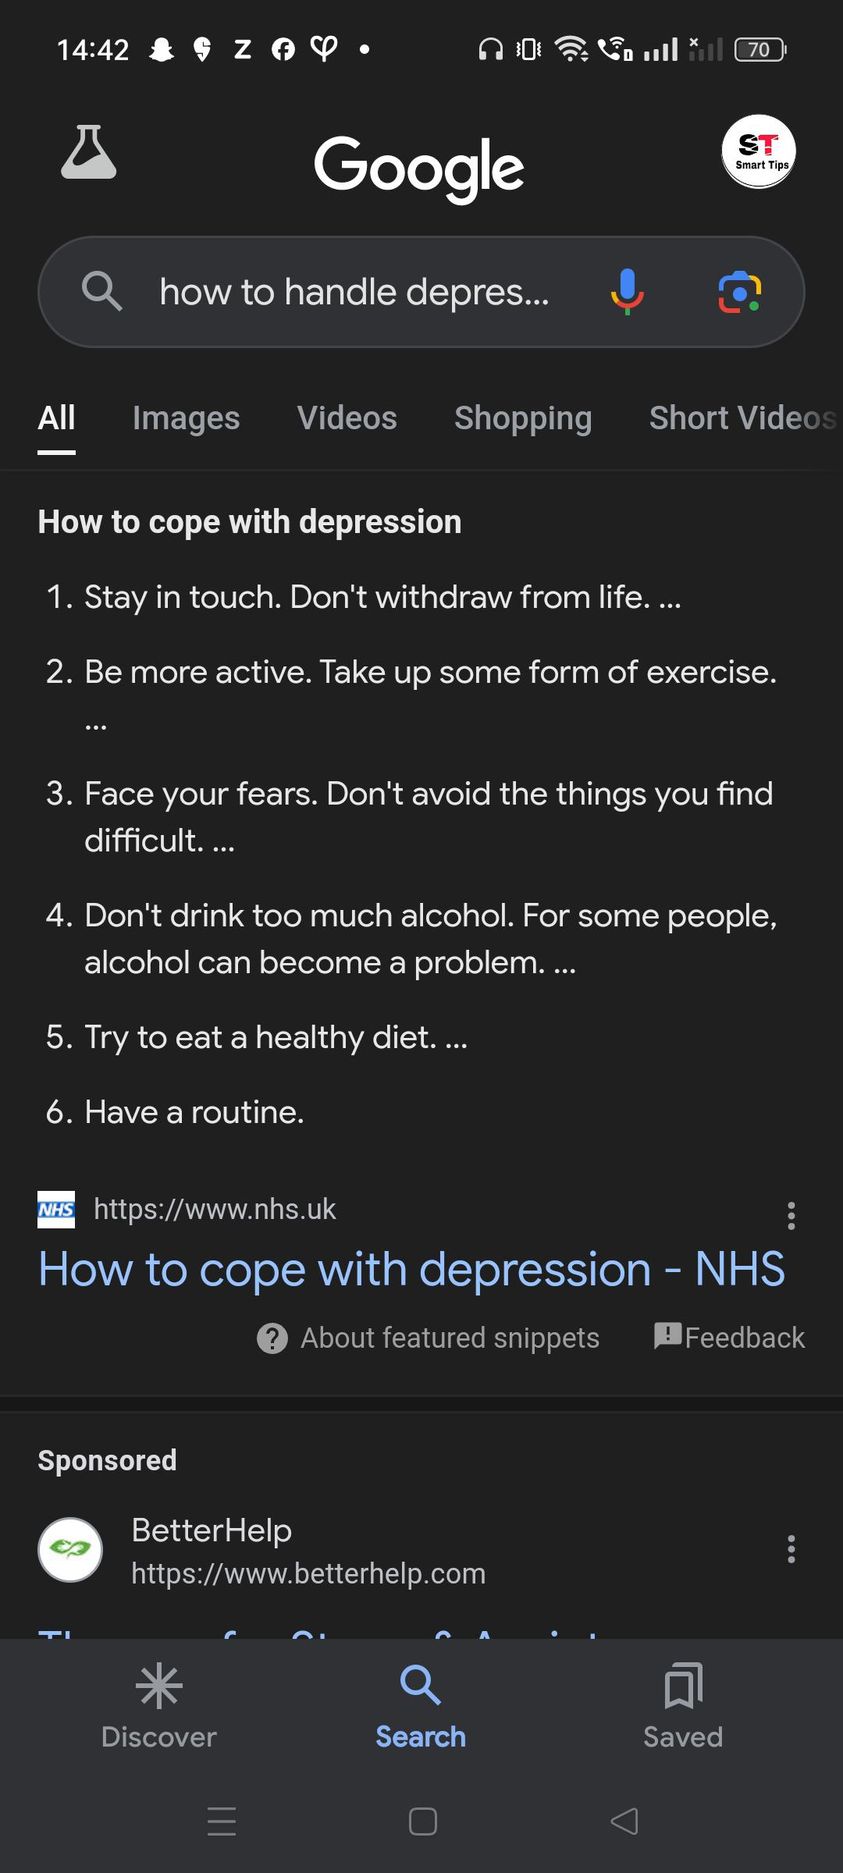 14:42
70
Google
ST
Smart Tips
how to handle depres...
All Images Videos Shopping Short Videos
How to cope with depression
1. Stay in touch. Don't withdraw from life. ...
2. Be more active. Take up some form of exercise.
...
3. Face your fears. Don't avoid the things you find
difficult. ...
4. Don't drink too much alcohol. For some people,
alcohol can become a problem. ...
5. Try to eat a healthy diet. ...
6. Have a routine.
NHS https://www.nhs.uk
How to cope with depression - NHS
About featured snippets Feedback
Sponsored
BetterHelp
https://www.betterhelp.com
Discover Search Saved